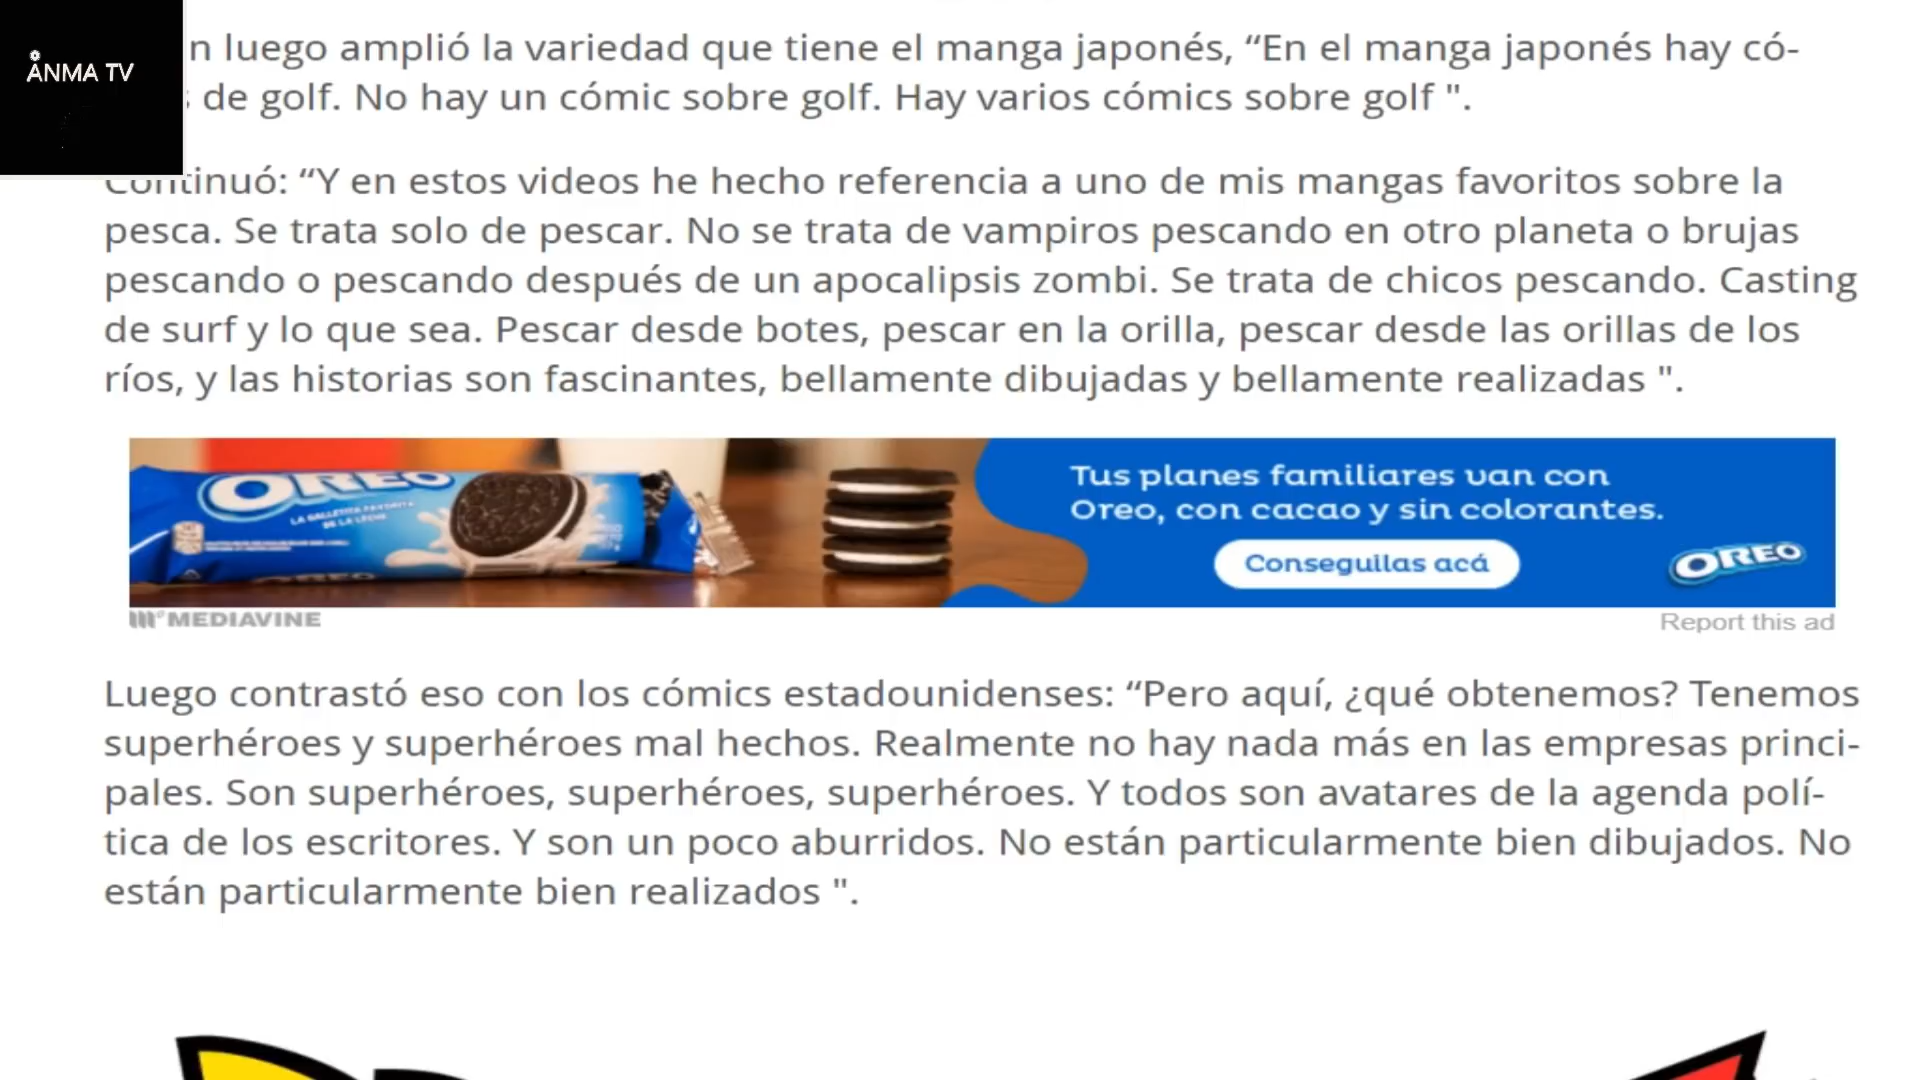 ANMA TV
n luego amplió la variedad que tiene el manga japonés, “En el manga japonés hay có-
de golf. No hay un cómic sobre golf. Hay varios cómics sobre golf ".
Continuó: “Y en estos videos he hecho referencia a uno de mis mangas favoritos sobre la
pesca. Se trata solo de pescar. No se trata de vampiros pescando en otro planeta o brujas
pescando o pescando después de un apocalipsis zombi. Se trata de chicos pescando. Casting
de surf y lo que sea. Pescar desde botes, pescar en la orilla, pescar desde las orillas de los
ríos, y las historias son fascinantes, bellamente dibujadas y bellamente realizadas ".
OREO
LA GALLETITA FAVORITA
DE LA LECHE
Tus planes familiares van con
Oreo, con cacao y sin colorantes.
Conseguilas acá
OREO
MEDIAVINE
Report this ad
Luego contrastó eso con los cómics estadounidenses: “Pero aquí, ¿qué obtenemos? Tenemos
superhéroes y superhéroes mal hechos. Realmente no hay nada más en las empresas princi-
pales. Son superhéroes, superhéroes, superhéroes. Y todos son avatares de la agenda polí-
tica de los escritores. Y son un poco aburridos. No están particularmente bien dibujados. No
están particularmente bien realizados ".